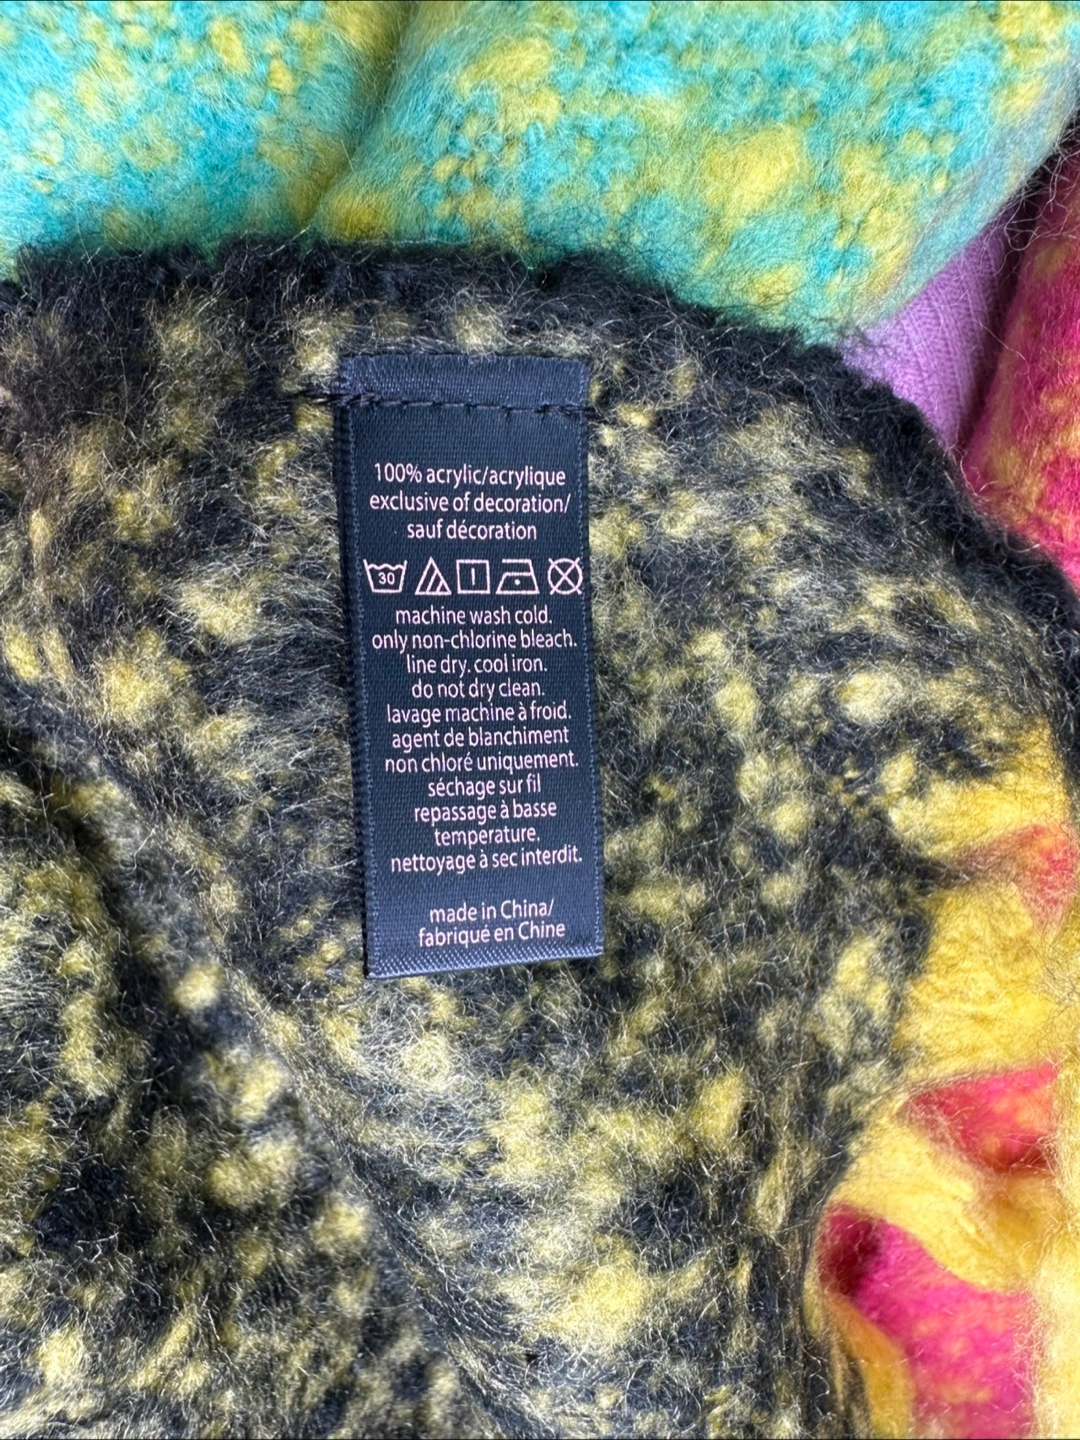 100% acrylic/acrylique
exclusive of decoration/
sauf décoration
30
machine wash cold.
only non-chlorine bleach.
line dry. cool iron.
do not dry clean.
lavage machine à froid.
agent de blanchiment
non chloré uniquement.
séchage sur fil
repassage à basse
temperature.
nettoyage à sec interdit.
made in China/
fabriqué en Chine